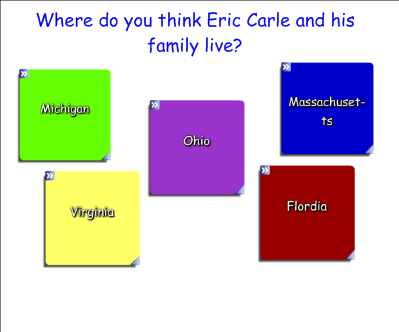 Where do you think Eric Carle and his
family live?
Michigan
Ohio
Massachuset-
ts
Virginia
Flordia